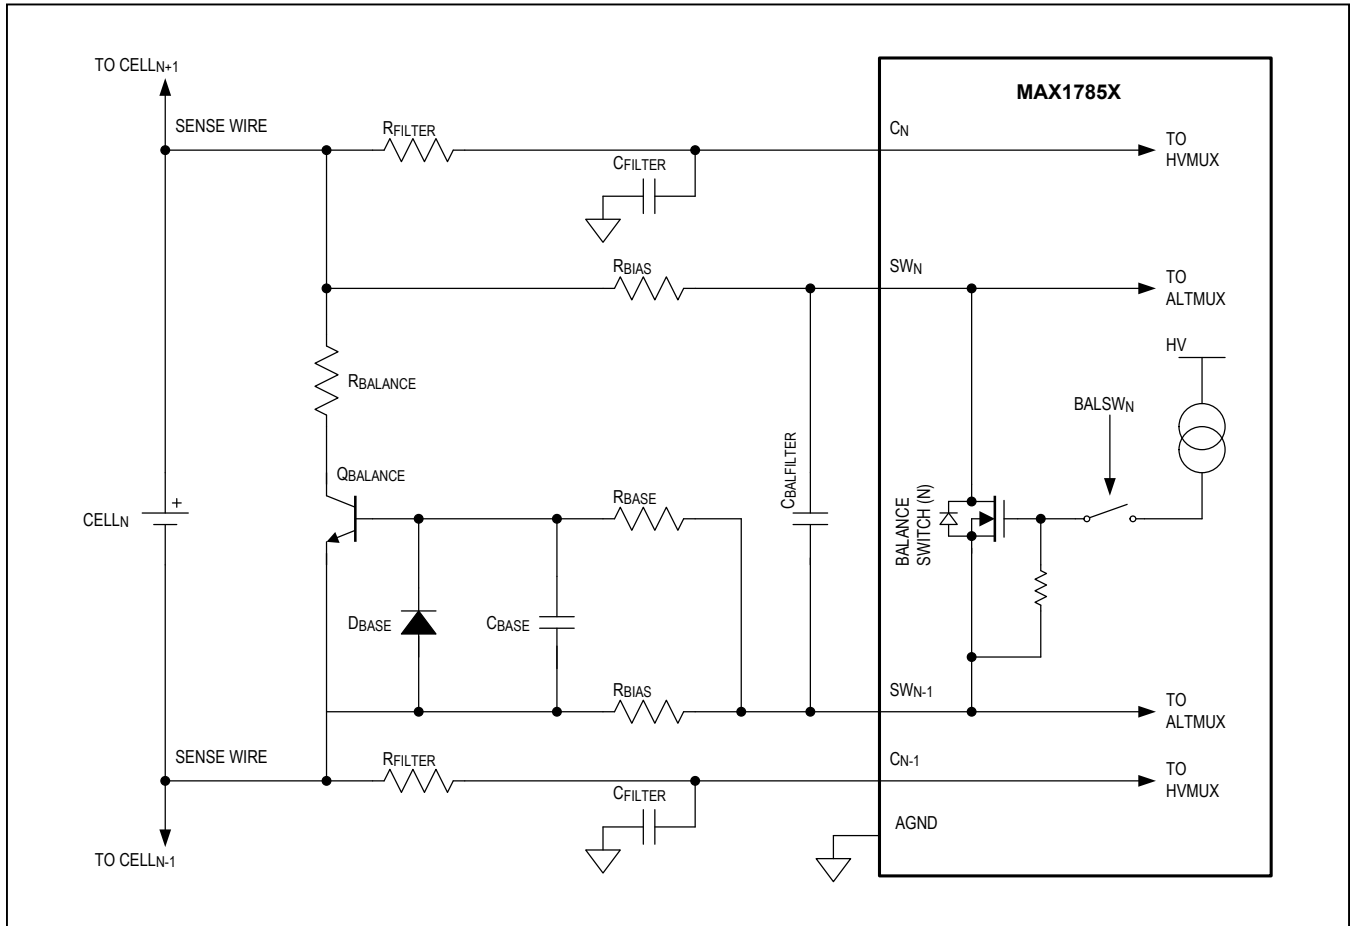 TO CELLN+1
MAX1785X
SENSE WIRE
RFILTER
CN
TO
HVMUX
CFILTER
RBIAS
SWN
TO
ALTMUX
HV
RBALANCE
BALSWN
QBALANCE
CBALFILTER
RBASE
BALANCE
SWITCH (N)
CELLN
+
DBASE
CBASE
RBIAS
SWN-1
TO
ALTMUX
SENSE WIRE
RFILTER
CN-1
TO
HVMUX
CFILTER
AGND
TO CELLN-1